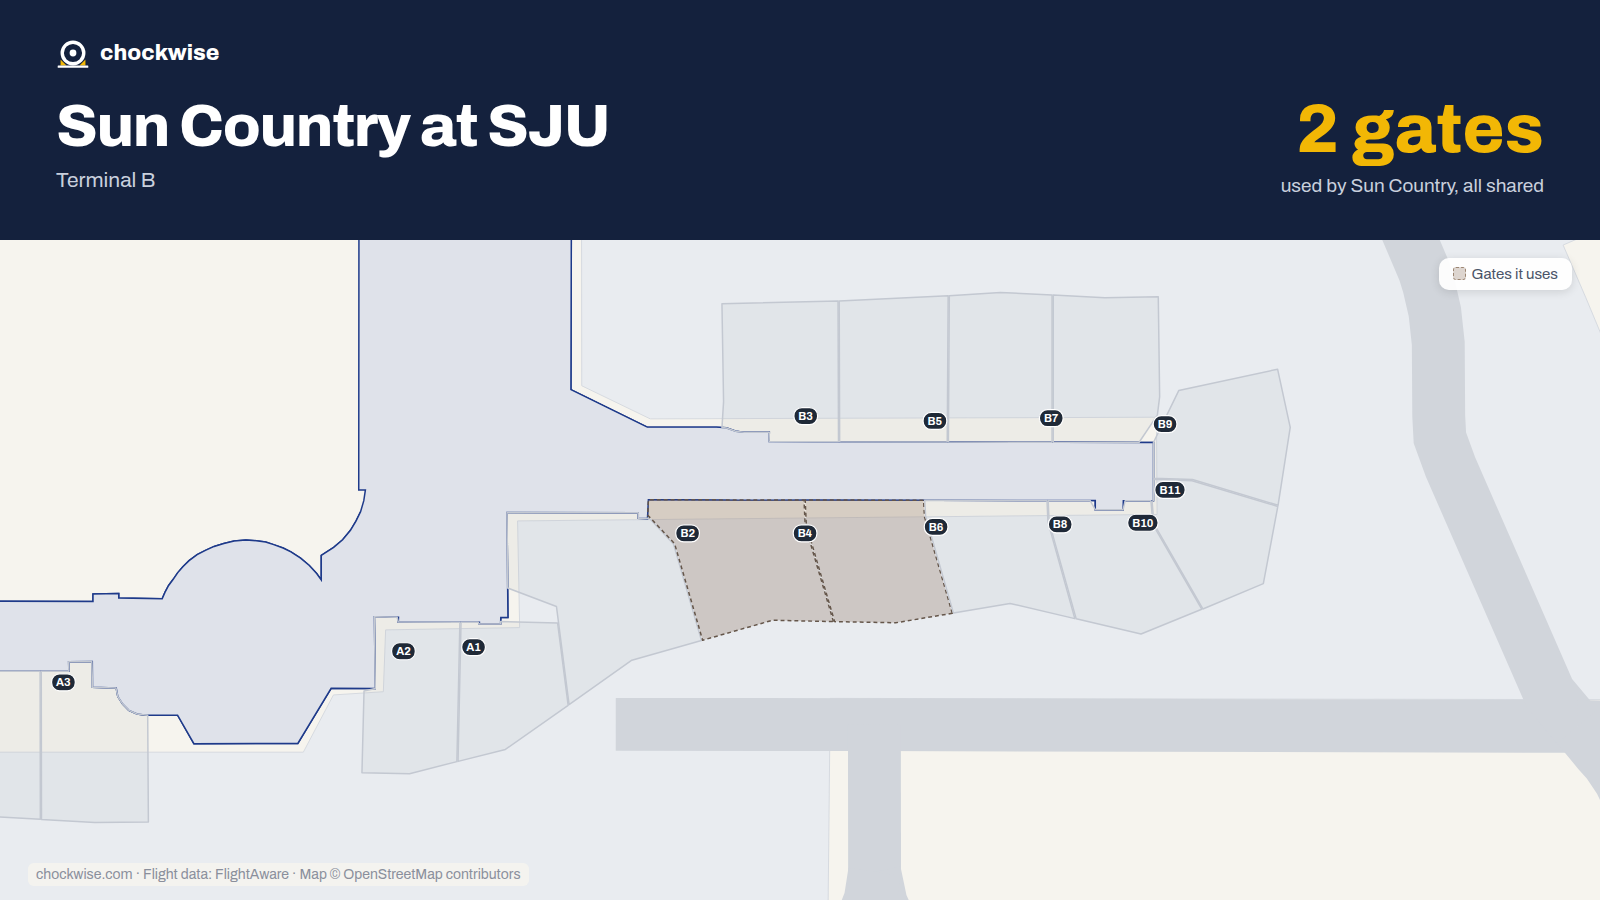 chockwise
Sun Country at SJU
Terminal B
2 gates
used by Sun Country, all shared
Gates it uses
B3
B5
B7
B9
B11
B2
B4
B6
B8
B10
A2
A1
A3
chockwise.com · Flight data: FlightAware · Map © OpenStreetMap contributors